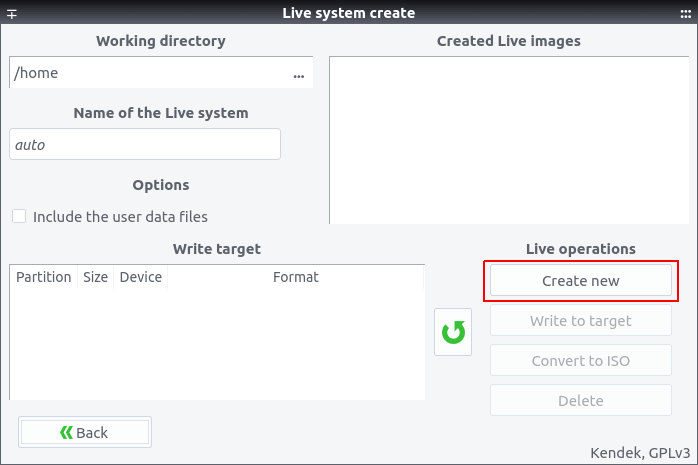 Live system create
Working directory
/home
...
Name of the Live system
auto
Options
Include the user data files
Created Live images
Write target
Partition Size Device Format
Live operations
Create new
Write to target
Convert to ISO
Delete
Back
Kendek, GPLv3